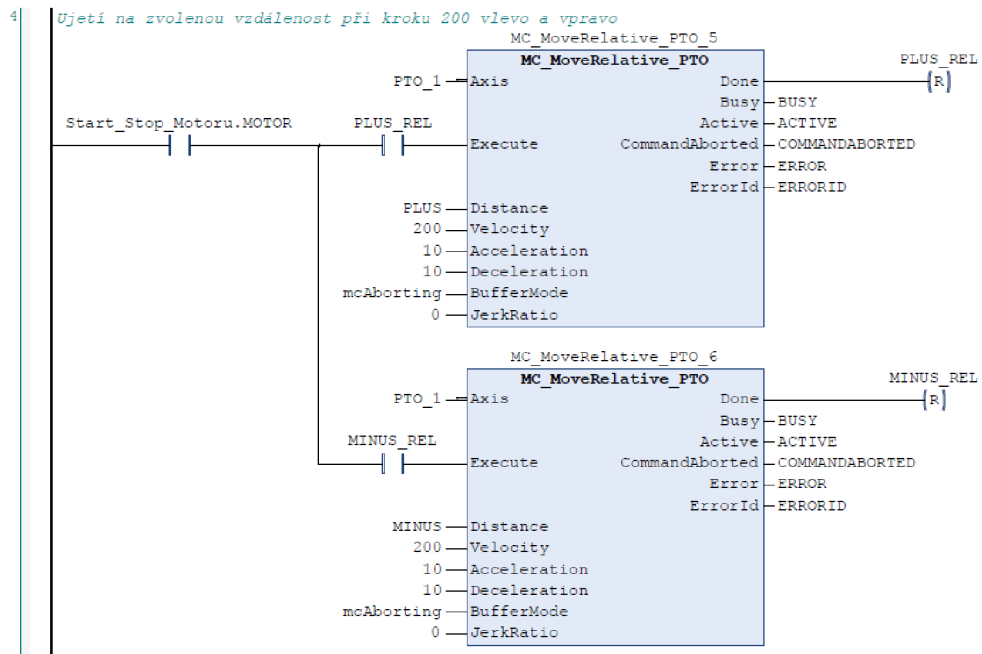 4 Ujetí na zvolenou vzdálenost při kroku 200 vlevo a vpravo
MC_MoveRelative_PTO_5
MC_MoveRelative_PTO PLUS_REL
PTO_1 Axis Done R
Busy BUSY
Start_Stop_Motoru.MOTOR PLUS_REL Active ACTIVE
Execute CommandAborted COMMANDABORTED
Error ERROR
ErrorId ERRORID
PLUS Distance
200 Velocity
10 Acceleration
10 Deceleration
mcAborting BufferMode
0 JerkRatio
MC_MoveRelative_PTO_6
MC_MoveRelative_PTO MINUS_REL
PTO_1 Axis Done R
Busy BUSY
MINUS_REL Active ACTIVE
Execute CommandAborted COMMANDABORTED
Error ERROR
ErrorId ERRORID
MINUS Distance
200 Velocity
10 Acceleration
10 Deceleration
mcAborting BufferMode
0 JerkRatio